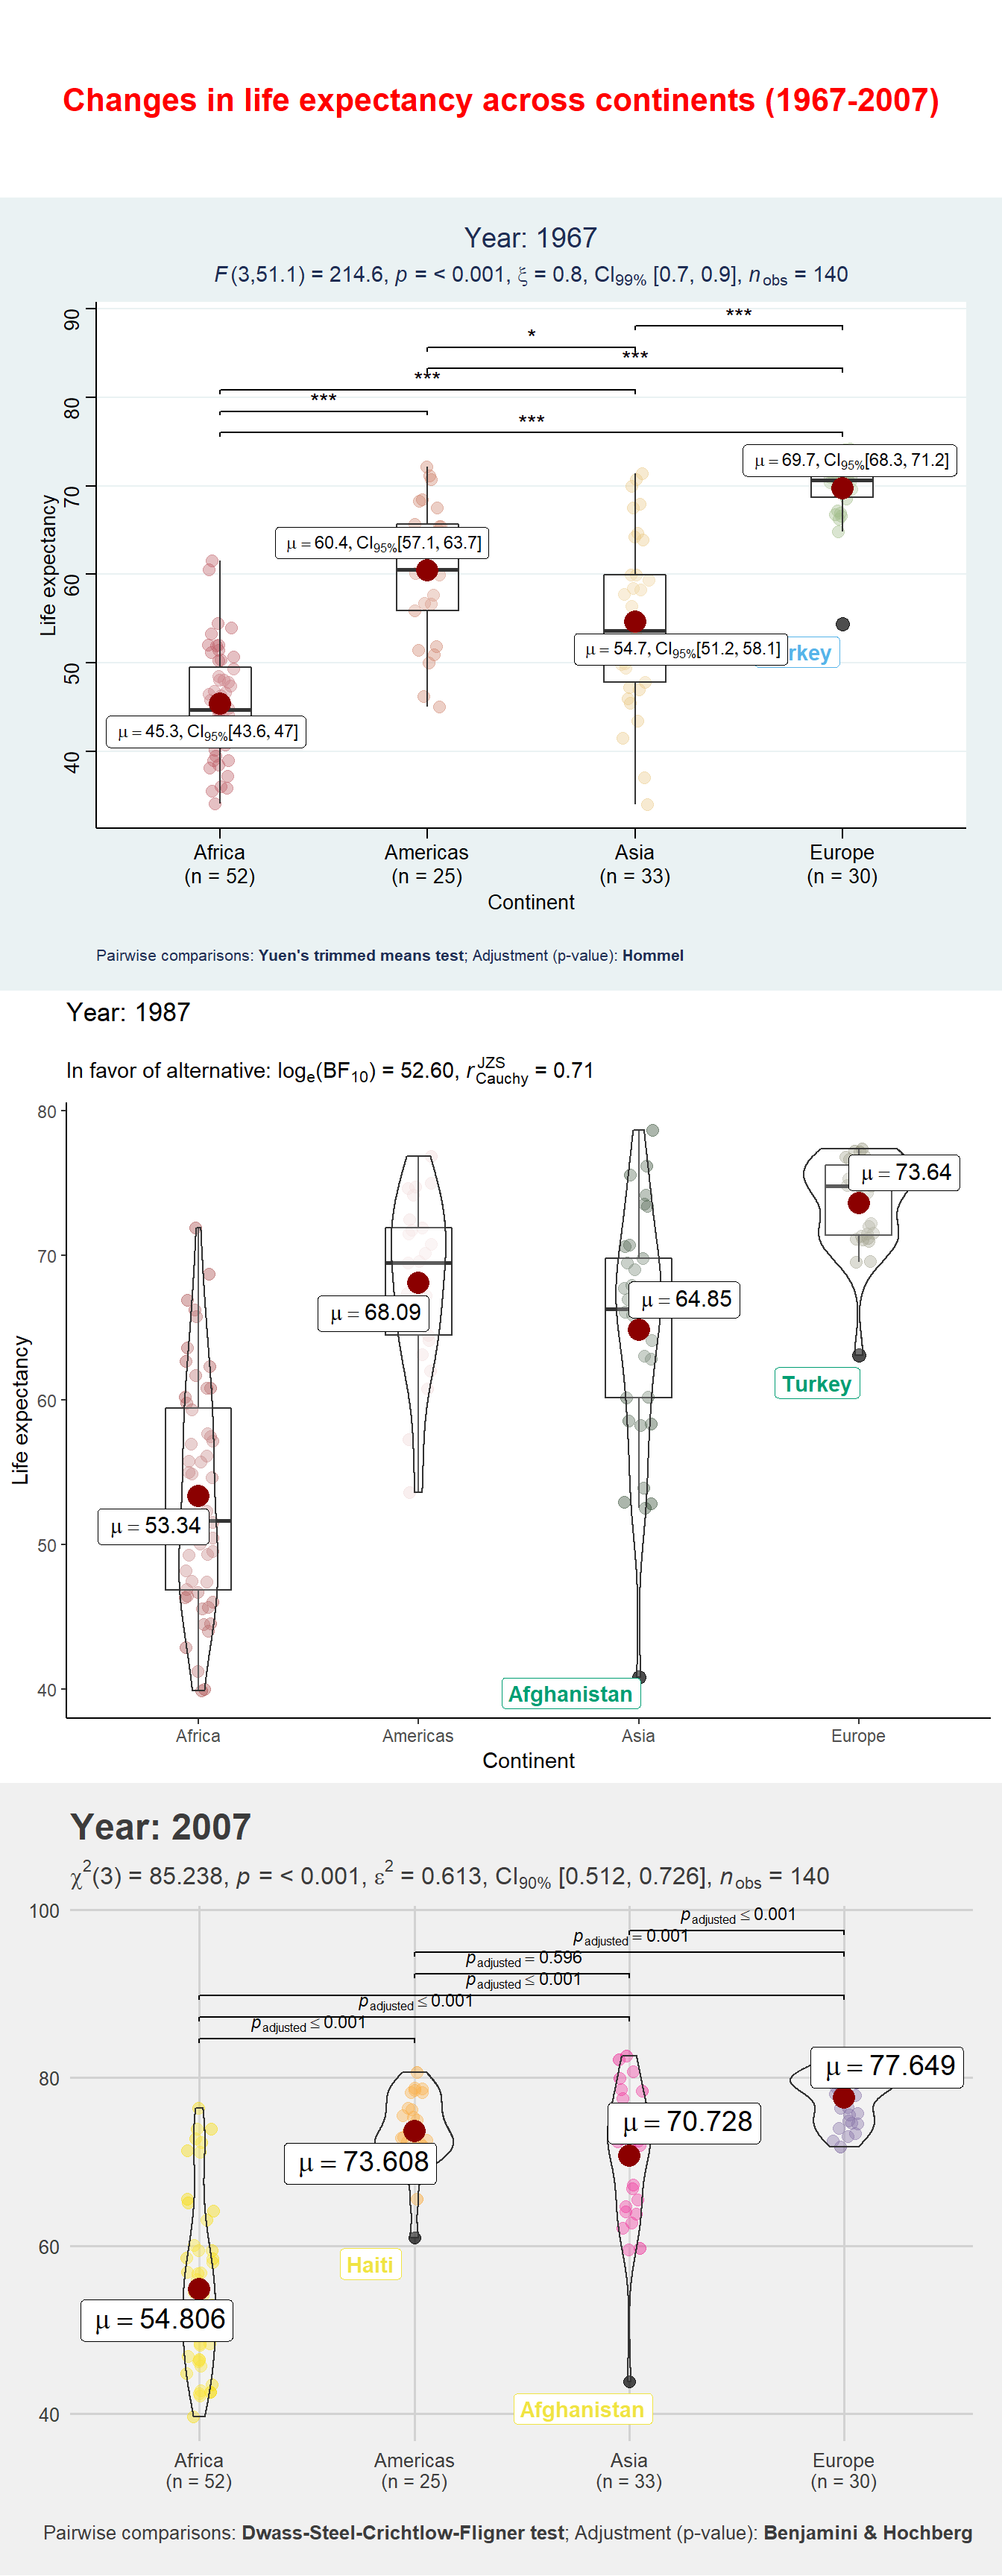 Changes in life expectancy across continents (1967-2007)
Year: 1967
F(3,51.1) = 214.6, p = < 0.001, ξ = 0.8, CI99% [0.7, 0.9], nobs = 140
Life expectancy
90
80
70
60
50
40
***
*
***
***
***
***
μ = 69.7, CI95%[68.3, 71.2]
μ = 60.4, CI95%[57.1, 63.7]
μ = 54.7, CI95%[51.2, 58.1]
rkey
μ = 45.3, CI95%[43.6, 47]
Africa Americas Asia Europe
(n = 52) (n = 25) (n = 33) (n = 30)
Continent
Pairwise comparisons: Yuen's trimmed means test; Adjustment (p-value): Hommel
Year: 1987
In favor of alternative: loge(BF10) = 52.60, rJZSCauchy = 0.71
Life expectancy
80
70
60
50
40
μ = 73.64
μ = 68.09
μ = 64.85
Turkey
μ = 53.34
Afghanistan
Africa Americas Asia Europe
Continent
Year: 2007
χ2(3) = 85.238, p = < 0.001, ε2 = 0.613, CI90% [0.512, 0.726], nobs = 140
100
80
60
40
padjusted ≤ 0.001
padjusted = 0.001
padjusted = 0.596
padjusted ≤ 0.001
padjusted ≤ 0.001
padjusted ≤ 0.001
μ = 77.649
μ = 70.728
μ = 73.608
Haiti
μ = 54.806
Afghanistan
Africa Americas Asia Europe
(n = 52) (n = 25) (n = 33) (n = 30)
Pairwise comparisons: Dwass-Steel-Crichtlow-Fligner test; Adjustment (p-value): Benjamini & Hochberg